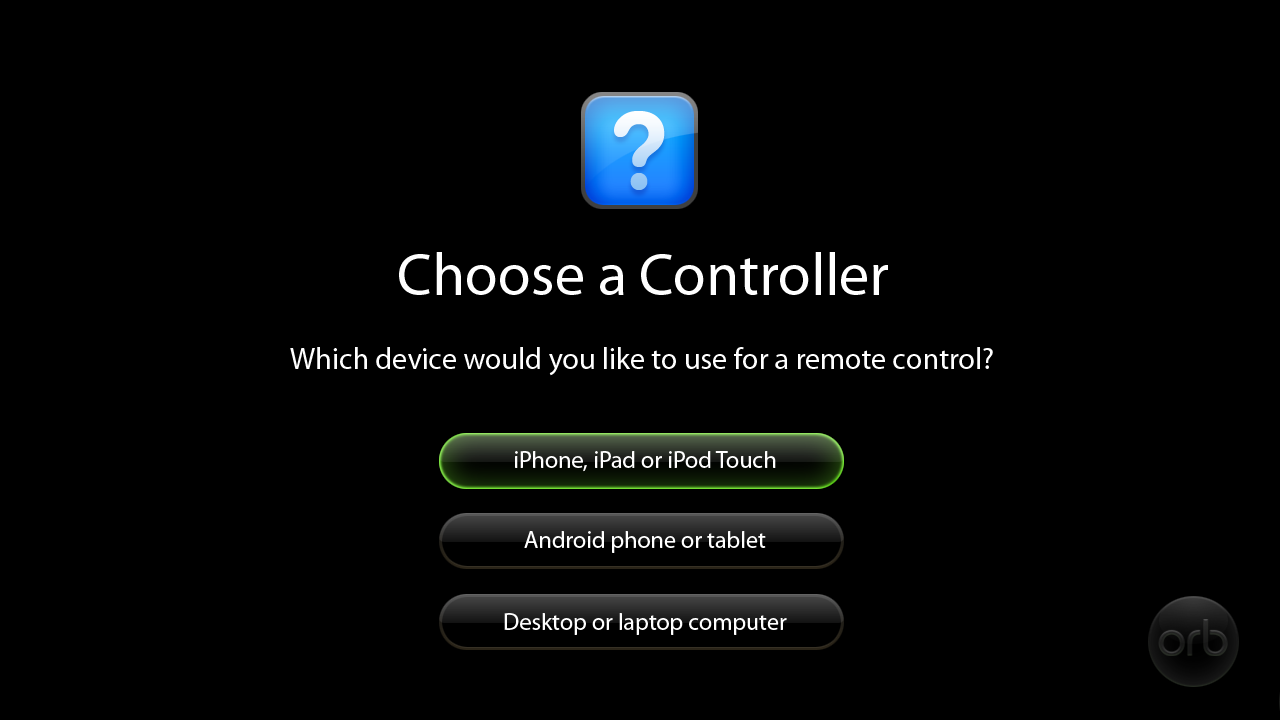 ?
Choose a Controller
Which device would you like to use for a remote control?
iPhone, iPad or iPod Touch
Android phone or tablet
Desktop or laptop computer
orb